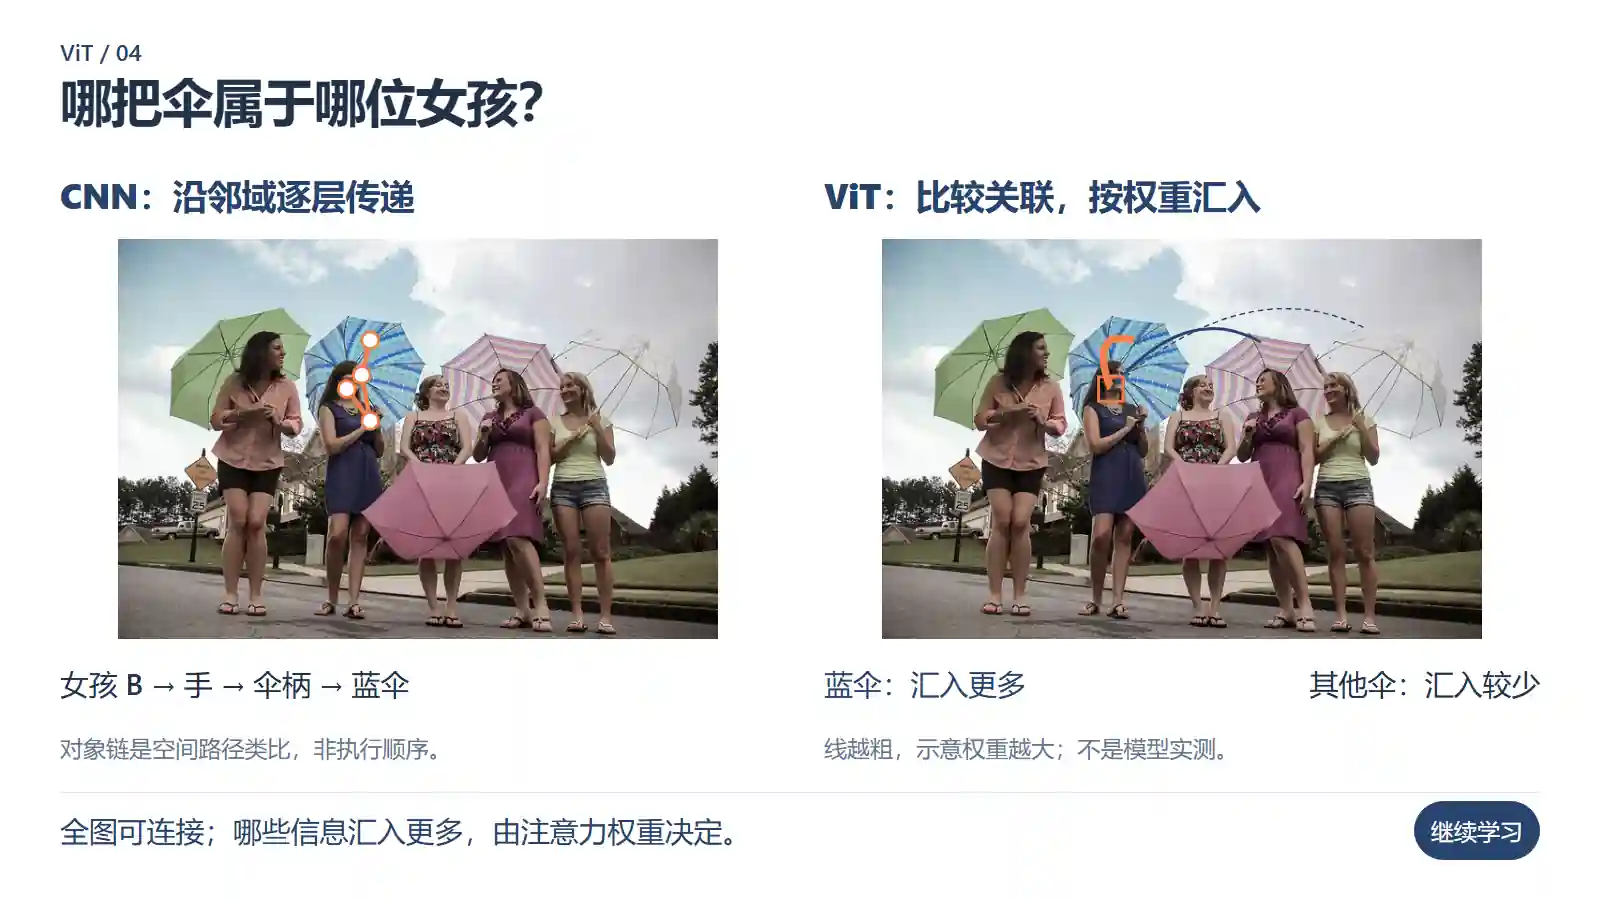 ViT / 04
哪把伞属于哪位女孩？
CNN：沿邻域逐层传递
ViT：比较关联，按权重汇入
25
女孩 B → 手 → 伞柄 → 蓝伞
蓝伞：汇入更多
其他伞：汇入较少
对象链是空间路径类比，非执行顺序。
线越粗，示意权重越大；不是模型实测。
全图可连接；哪些信息汇入更多，由注意力权重决定。
继续学习